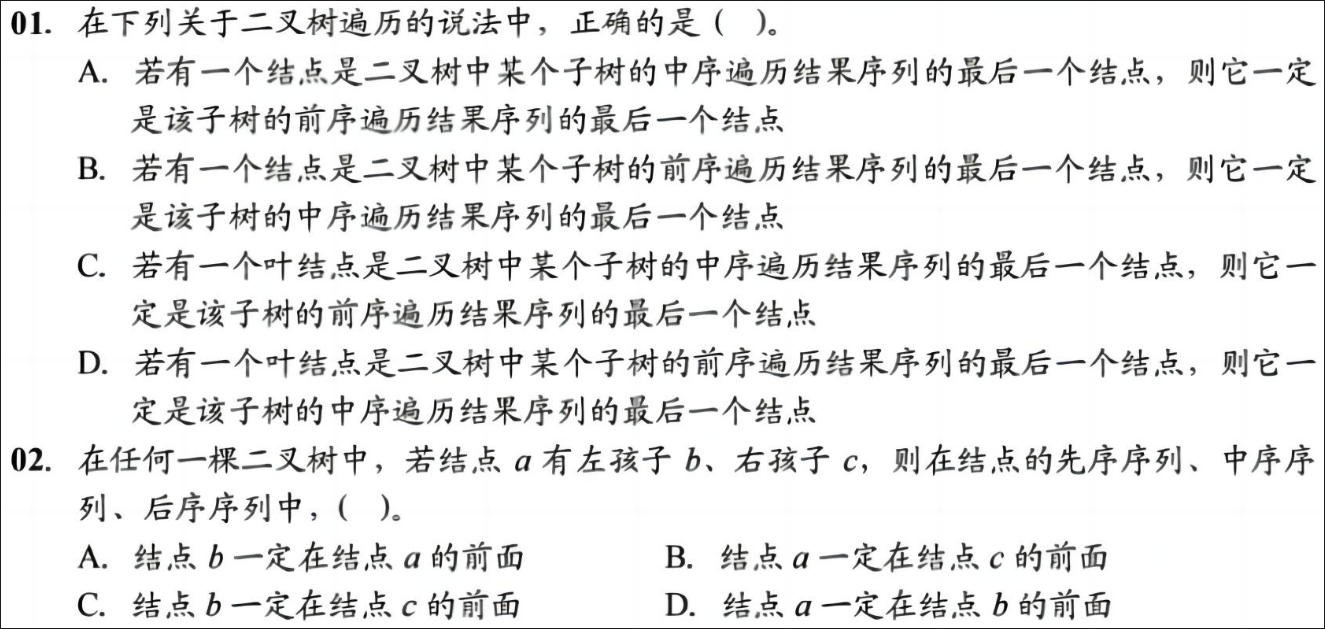 01. 在下列关于二叉树遍历的说法中，正确的是（ ）。
A. 若有一个结点是二叉树中某个子树的中序遍历结果序列的最后一个结点，则它一定
是该子树的前序遍历结果序列的最后一个结点
B. 若有一个结点是二叉树中某个子树的前序遍历结果序列的最后一个结点，则它一定
是该子树的中序遍历结果序列的最后一个结点
C. 若有一个叶结点是二叉树中某个子树的中序遍历结果序列的最后一个结点，则它一
定是该子树的前序遍历结果序列的最后一个结点
D. 若有一个叶结点是二叉树中某个子树的前序遍历结果序列的最后一个结点，则它一
定是该子树的中序遍历结果序列的最后一个结点
02. 在任何一棵二叉树中，若结点 a 有左孩子 b、右孩子 c，则在结点的先序序列、中序序
列、后序序列中，（ ）。
A. 结点 b 一定在结点 a 的前面 B. 结点 a 一定在结点 c 的前面
C. 结点 b 一定在结点 c 的前面 D. 结点 a 一定在结点 b 的前面